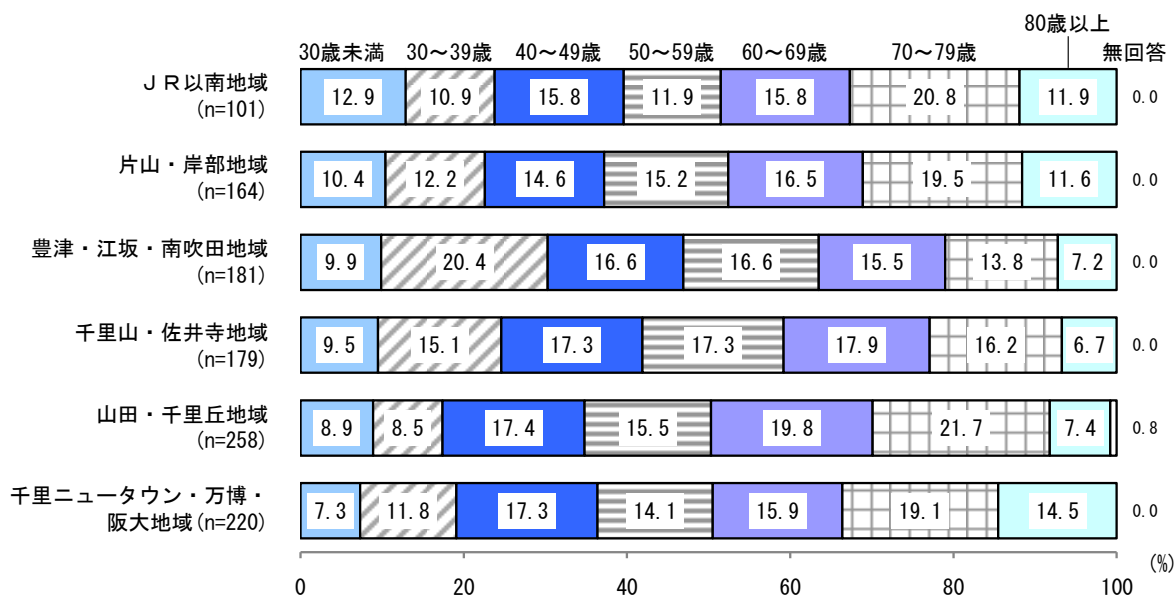 80歳以上
30歳未満 30～39歳 40～49歳 50～59歳 60～69歳 70～79歳 無回答
ＪＲ以南地域
(n=101)
12.9 10.9 15.8 11.9 15.8 20.8 11.9 0.0
片山・岸部地域
(n=164)
10.4 12.2 14.6 15.2 16.5 19.5 11.6 0.0
豊津・江坂・南吹田地域
(n=181)
9.9 20.4 16.6 16.6 15.5 13.8 7.2 0.0
千里山・佐井寺地域
(n=179)
9.5 15.1 17.3 17.3 17.9 16.2 6.7 0.0
山田・千里丘地域
(n=258)
8.9 8.5 17.4 15.5 19.8 21.7 7.4 0.8
千里ニュータウン・万博・
阪大地域(n=220)
7.3 11.8 17.3 14.1 15.9 19.1 14.5 0.0
(%)
0 20 40 60 80 100